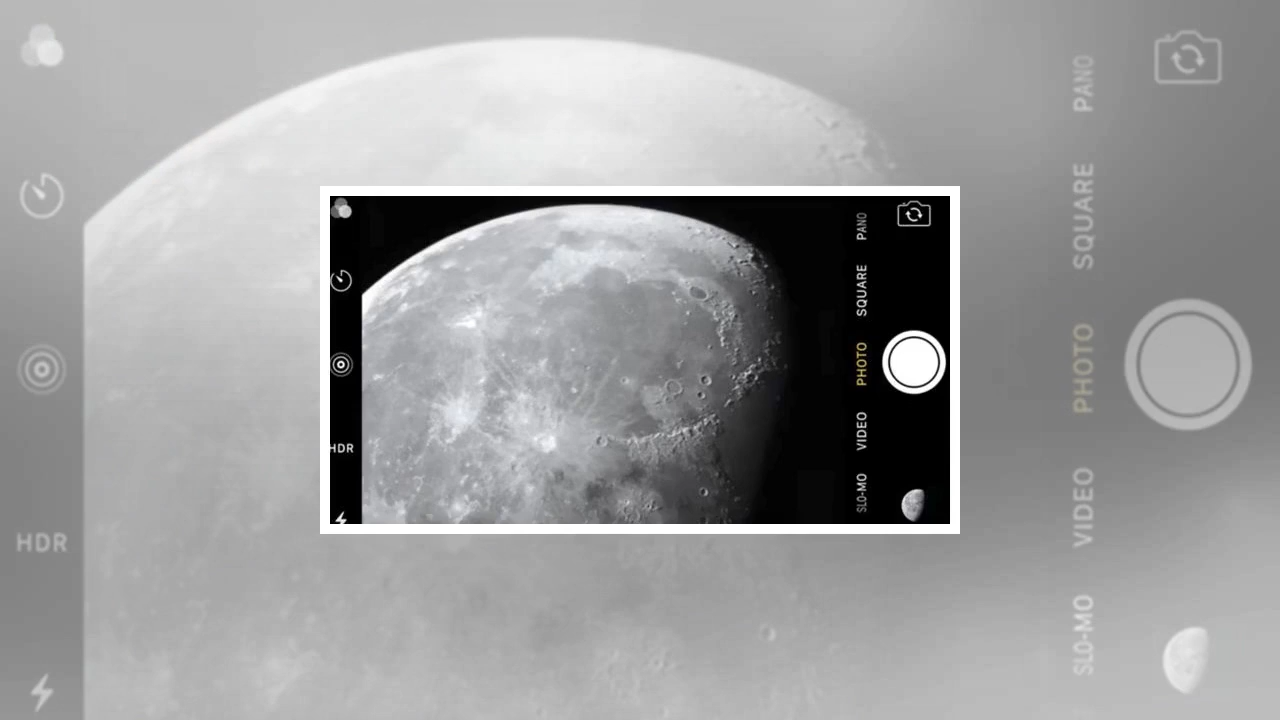 PANO
SQUARE
PHOTO
VIDEO
SLO-MO
HDR
PANO
SQUARE
PHOTO
VIDEO
SLO-MO
HDR